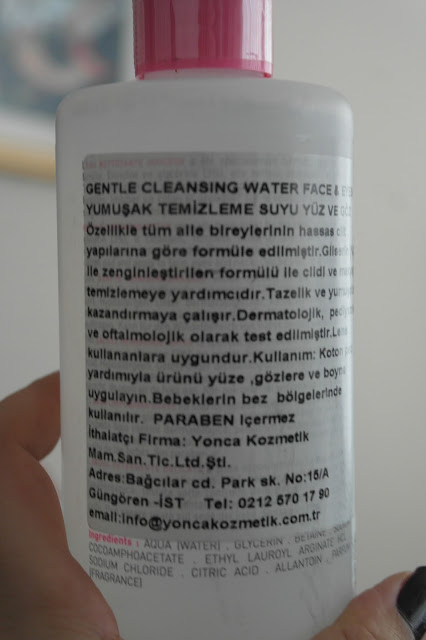 GENTLE CLEANSING WATER FACE &
YUMUŞAK TEMİZLEME SUYU YÜZ VE
Özellikle tüm aile bireylerinin hassas
yapılarına göre formüle edilmiştir.
ile zenginleştirilen formülü ile cildi ve
temizlemeye yardımcıdır.Tazelik ve
kazandırmaya çalışır.Dermatolojik,
ve oftalmolojik olarak test edilmiştir.
kullananlara uygundur.Kullanım:
yardımıyla ürünü yüze ,gözlere ve
uygulayın.Bebeklerin bez bölgelerinde
kullanılır. PARABEN içermez
İthalatçı Firma: Yonca Kozmetik
Mam.San.Tic.Ltd.Şti.
Adres:Bağcılar cd. Park sk. No:15/A
Güngören -İST Tel: 0212 570 17 90
email:info@yoncakozmetik.com.tr
Ingredients : AQUA [WATER] . GLYCERIN . BETAINE .
COCOAMPHOACETATE . ETHYL LAUROYL ARGINATE HCL .
SODIUM CHLORIDE . CITRIC ACID . ALLANTOIN .
[FRAGRANCE]